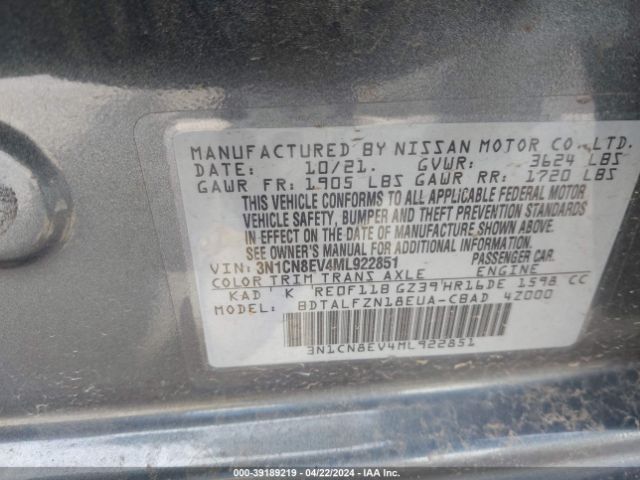 MANUFACTURED BY NISSAN MOTOR CO., LTD.
DATE: 10/21. GVWR: 3624 LBS
GAWR FR: 1905 LBS GAWR RR: 1720 LBS
THIS VEHICLE CONFORMS TO ALL APPLICABLE FEDERAL MOTOR
VEHICLE SAFETY, BUMPER AND THEFT PREVENTION STANDARDS
IN EFFECT ON THE DATE OF MANUFACTURE SHOWN ABOVE.
SEE OWNER'S MANUAL FOR ADDITIONAL INFORMATION.
VIN: 3N1CN8EV4ML922851 PASSENGER CAR
COLOR TRIM TRANS AXLE ENGINE
KAD K RE0F11B GZ39 HR16DE 1598 CC
MODEL- BDTALFZN18EUA-CBAD 4Z000
3N1CN8EV4ML922851
000-39189219 - 04/22/2024 - IAA Inc.